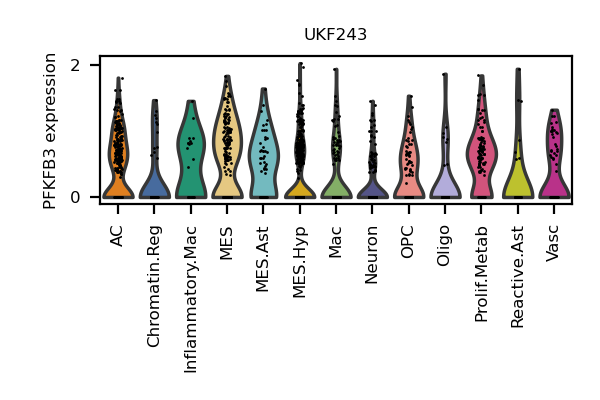 UKF243
PFKFB3 expression
2
0
AC
Chromatin.Reg
Inflammatory.Mac
MES
MES.Ast
MES.Hyp
Mac
Neuron
OPC
Oligo
Prolif.Metab
Reactive.Ast
Vasc